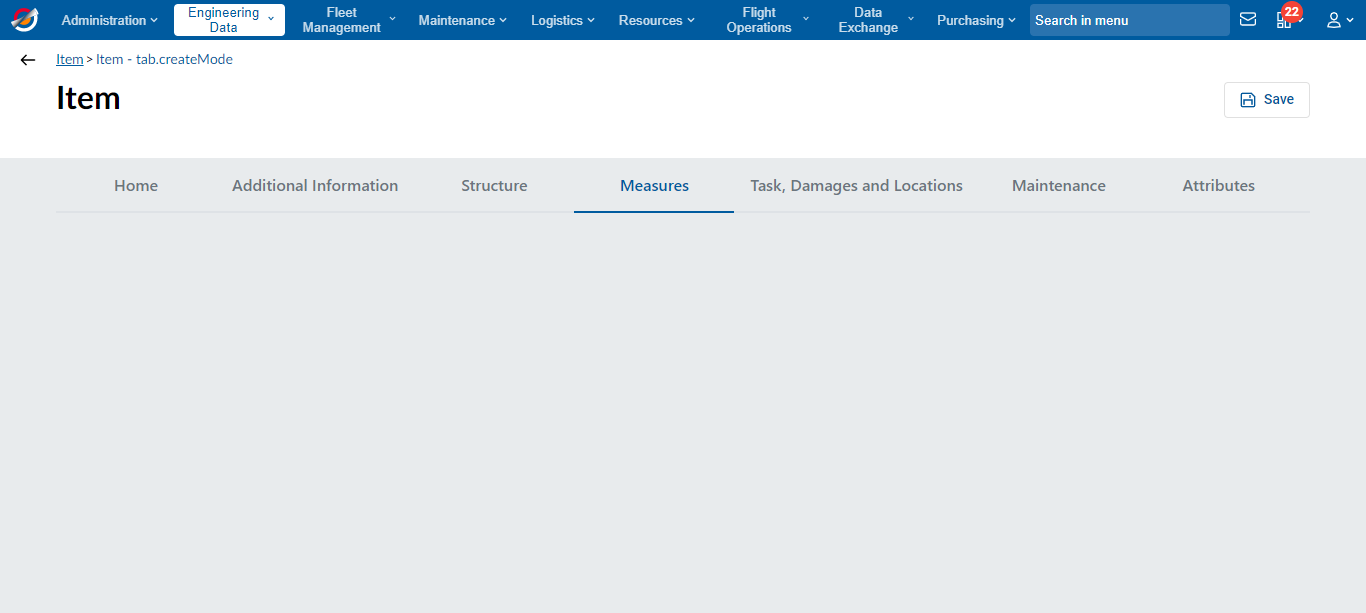 Administration
Engineering
Data
Fleet
Management
Maintenance
Logistics
Resources
Flight
Operations
Data
Exchange
Purchasing
Search in menu
22
Item > Item - tab.createMode
Item
Save
Home
Additional Information
Structure
Measures
Task, Damages and Locations
Maintenance
Attributes